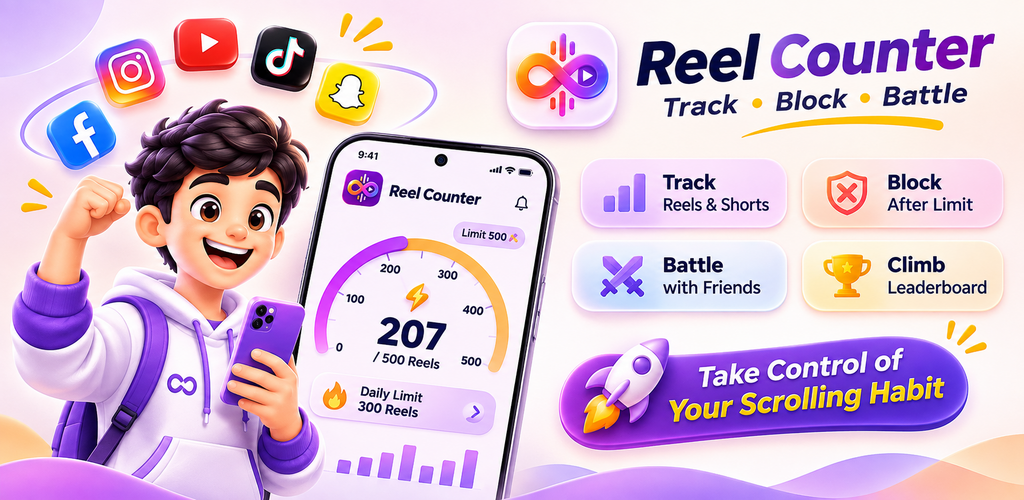 Reel Counter
Track • Block • Battle
9:41
Reel Counter
Limit 500
200
300
100
400
0
500
207
/ 500 Reels
Daily Limit
300 Reels
Track
Reels & Shorts
Block
After Limit
Battle
with Friends
Climb
Leaderboard
Take Control of
Your Scrolling Habit